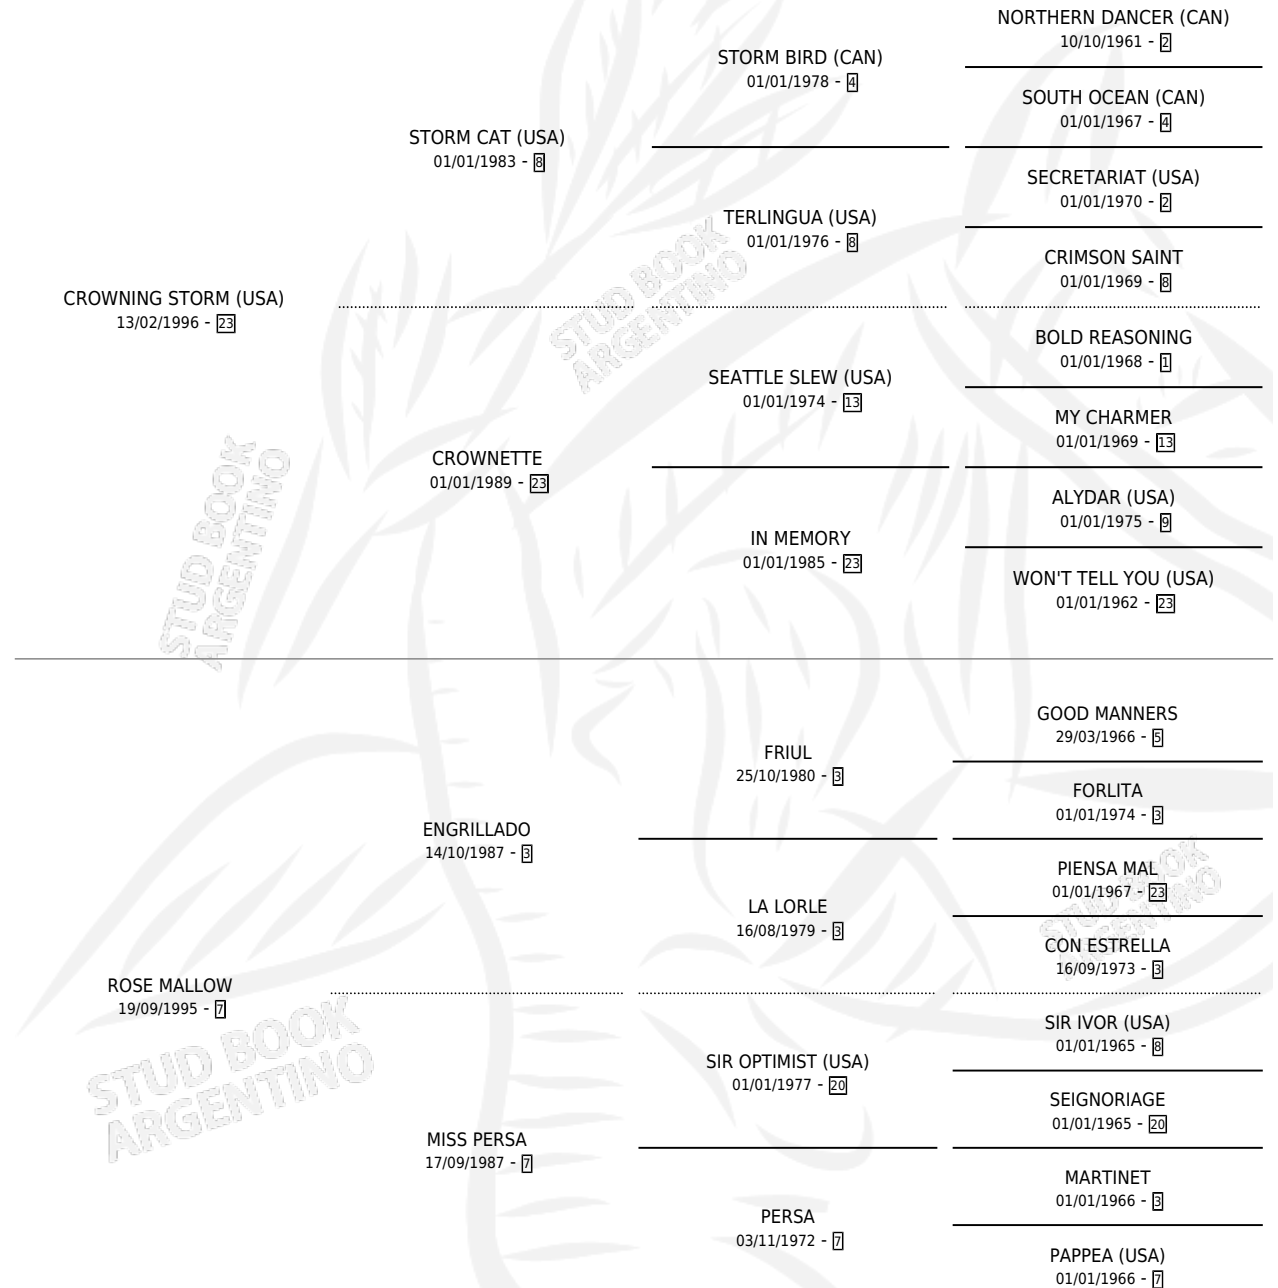 NORTHERN DANCER (CAN)
10/10/1961 - 2
STORM BIRD (CAN)
01/01/1978 - 4
SOUTH OCEAN (CAN)
01/01/1967 - 4
STORM CAT (USA)
01/01/1983 - 8
SECRETARIAT (USA)
01/01/1970 - 2
TERLINGUA (USA)
01/01/1976 - 8
CRIMSON SAINT
01/01/1969 - 8
CROWNING STORM (USA)
13/02/1996 - 23
STUD BOOK
ARGENTINO
BOLD REASONING
01/01/1968 - 1
SEATTLE SLEW (USA)
01/01/1974 - 13
MY CHARMER
01/01/1969 - 13
CROWNETTE
01/01/1989 - 23
ALYDAR (USA)
01/01/1975 - 9
IN MEMORY
01/01/1985 - 23
WON'T TELL YOU (USA)
01/01/1962 - 23
STUD BOOK
ARGENTINO
GOOD MANNERS
29/03/1966 - 5
FRIUL
25/10/1980 - 3
FORLITA
01/01/1974 - 3
ENGRILLADO
14/10/1987 - 3
PIENSA MAL
01/01/1967 - 23
STUD BOOK
ARGENTINO
LA LORLE
16/08/1979 - 3
CON ESTRELLA
16/09/1973 - 3
ROSE MALLOW
19/09/1995 - 7
STUD BOOK
ARGENTINO
SIR IVOR (USA)
01/01/1965 - 8
SIR OPTIMIST (USA)
01/01/1977 - 20
SEIGNORIAGE
01/01/1965 - 20
MISS PERSA
17/09/1987 - 7
MARTINET
01/01/1966 - 3
PERSA
03/11/1972 - 7
PAPPEA (USA)
01/01/1966 - 7